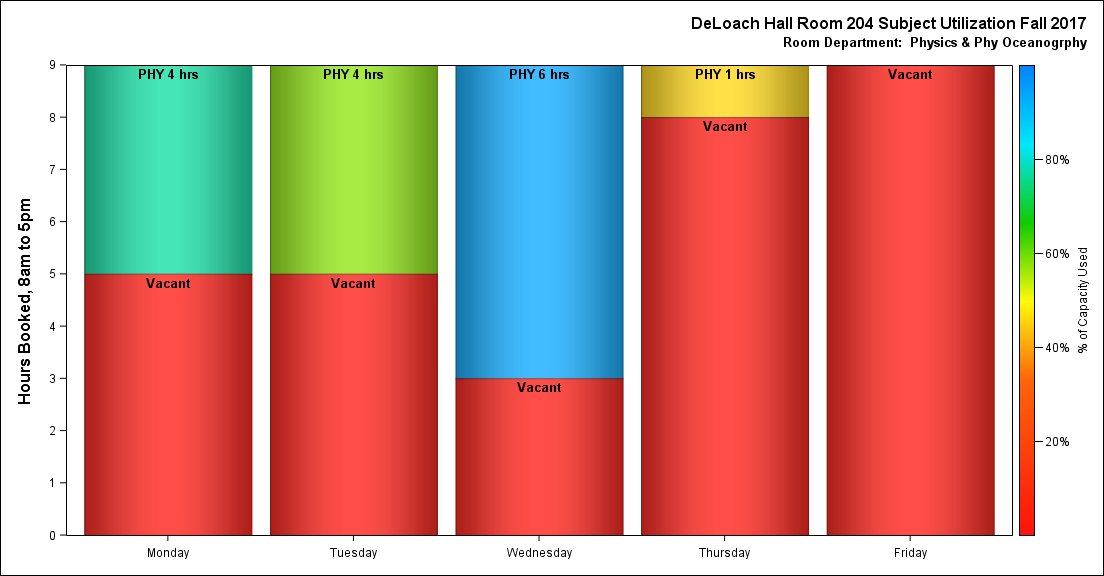 DeLoach Hall Room 204 Subject Utilization Fall 2017
Room Department:  Physics & Phy Oceanogrphy
Hours Booked, 8am to 5pm
9
8
7
6
5
4
3
2
1
0
PHY 4 hrs
Vacant
PHY 4 hrs
Vacant
PHY 6 hrs
Vacant
PHY 1 hrs
Vacant
Vacant
Monday
Tuesday
Wednesday
Thursday
Friday
80%
60%
40%
20%
% of Capacity Used